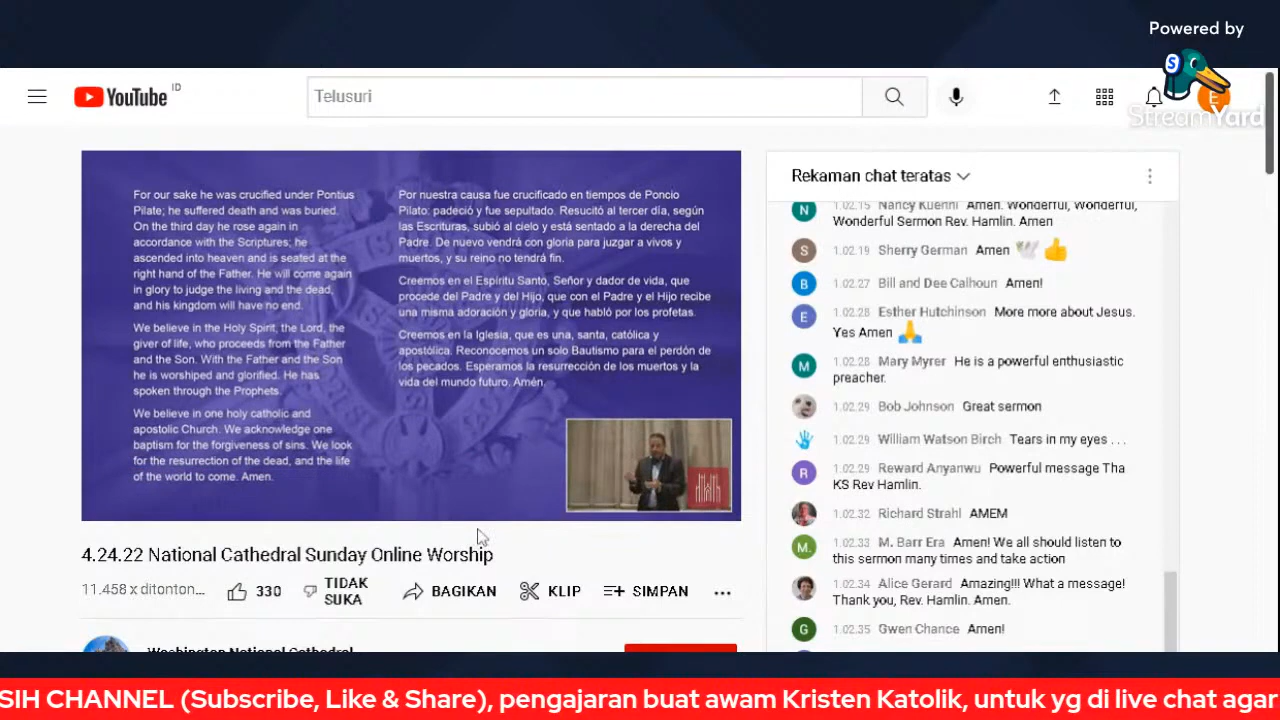 Powered by
StreamYard
YouTube ID
Telusuri
E
For our sake he was crucified under Pontius
Pilate; he suffered death and was buried.
On the third day he rose again in
accordance with the Scriptures; he
ascended into heaven and is seated at the
right hand of the Father. He will come again
in glory to judge the living and the dead,
and his kingdom will have no end.
We believe in the Holy Spirit, the Lord, the
giver of life, who proceeds from the Father
and the Son. With the Father and the Son
he is worshiped and glorified. He has
spoken through the Prophets.
We believe in one holy catholic and
apostolic Church. We acknowledge one
baptism for the forgiveness of sins. We look
for the resurrection of the dead, and the life
of the world to come. Amen.
Por nuestra causa fue crucificado en tiempos de Poncio
Pilato: padeció y fue sepultado. Resucitó al tercer día, según
las Escrituras, subió al cielo y está sentado a la derecha del
Padre. De nuevo vendrá con gloria para juzgar a vivos y
muertos, y su reino no tendrá fin.
Creemos en el Espíritu Santo, Señor y dador de vida, que
procede del Padre y del Hijo, que con el Padre y el Hijo recibe
una misma adoración y gloria, y que habló por los profetas.
Creemos en la Iglesia, que es una, santa, católica y
apostólica. Reconocemos un solo Bautismo para el perdón de
los pecados. Esperamos la resurrección de los muertos y la
vida del mundo futuro. Amén.
4.24.22 National Cathedral Sunday Online Worship
11.458 x ditonton...
330
TIDAK
SUKA
BAGIKAN
KLIP
SIMPAN
Washington National Cathedral
Rekaman chat teratas
N 1.02.15 Nancy Kuenni Amen. Wonderful, Wonderful,
Wonderful Sermon Rev. Hamlin. Amen
S 1.02.19 Sherry German Amen 🕊️👍
B 1.02.27 Bill and Dee Calhoun Amen!
E 1.02.28 Esther Hutchinson More more about Jesus.
Yes Amen 🙏
M 1.02.28 Mary Myrer He is a powerful enthusiastic
preacher.
1.02.29 Bob Johnson Great sermon
1.02.29 William Watson Birch Tears in my eyes . . .
R 1.02.29 Reward Anyanwu Powerful message Tha
KS Rev Hamlin.
1.02.32 Richard Strahl AMEM
M. 1.02.33 M. Barr Era Amen! We all should listen to
this sermon many times and take action
1.02.34 Alice Gerard Amazing!!! What a message!
Thank you, Rev. Hamlin. Amen.
G 1.02.35 Gwen Chance Amen!
SIH CHANNEL (Subscribe, Like & Share), pengajaran buat awam Kristen Katolik, untuk yg di live chat agar